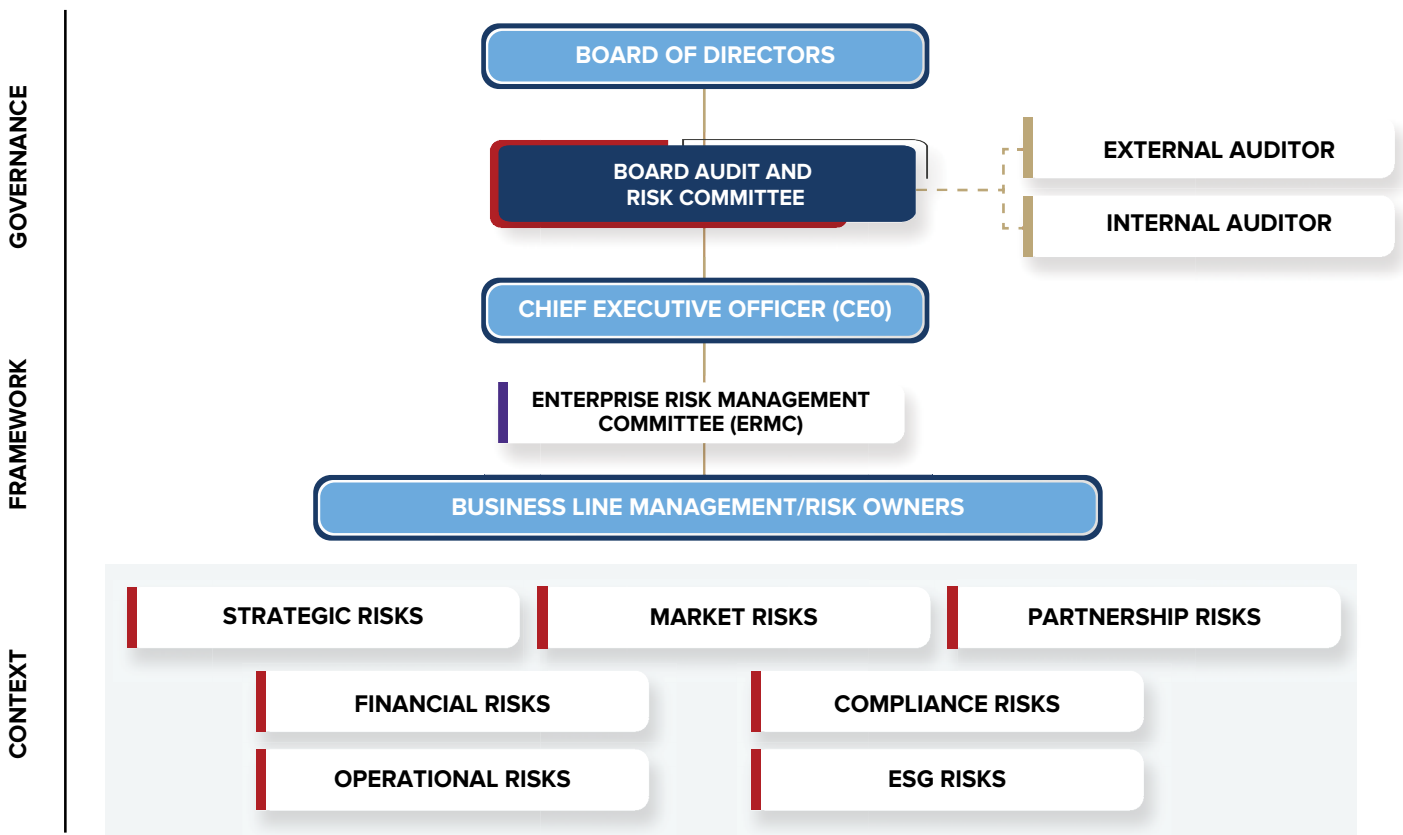 GOVERNANCE
BOARD OF DIRECTORS
BOARD AUDIT AND
RISK COMMITTEE
EXTERNAL AUDITOR
INTERNAL AUDITOR
CHIEF EXECUTIVE OFFICER (CE0)
FRAMEWORK
ENTERPRISE RISK MANAGEMENT
COMMITTEE (ERMC)
BUSINESS LINE MANAGEMENT/RISK OWNERS
CONTEXT
STRATEGIC RISKS
MARKET RISKS
PARTNERSHIP RISKS
FINANCIAL RISKS
COMPLIANCE RISKS
OPERATIONAL RISKS
ESG RISKS